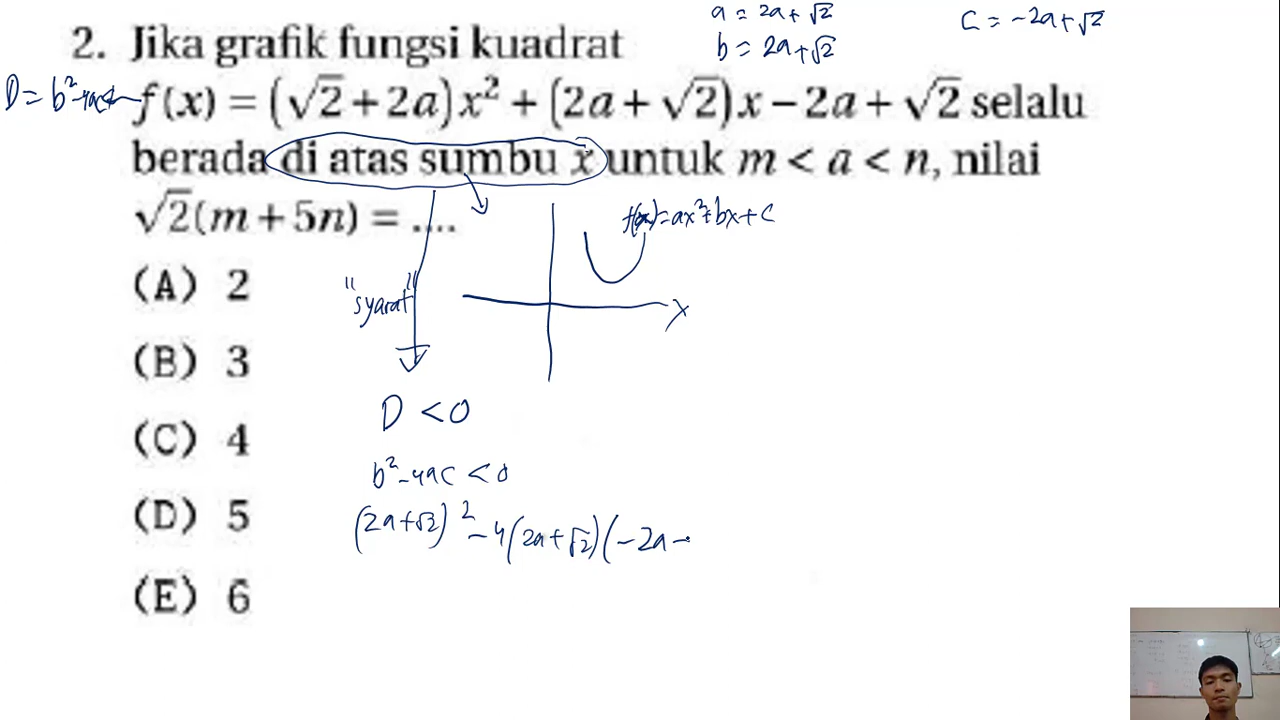 a = 2a + √2
b = 2a + √2
c = -2a + √2
2. Jika grafik fungsi kuadrat
D = b² - 4ac
f(x) = (√2 + 2a)x² + (2a + √2)x - 2a + √2 selalu
berada di atas sumbu x untuk m < a < n, nilai
√2(m + 5n) = ....
f(x) = ax² + bx + c
(A) 2
"syarat"
x
(B) 3
D < 0
(C) 4
b² - 4ac < 0
(D) 5
(2a + √2)² - 4(2a + √2)(-2a -
(E) 6